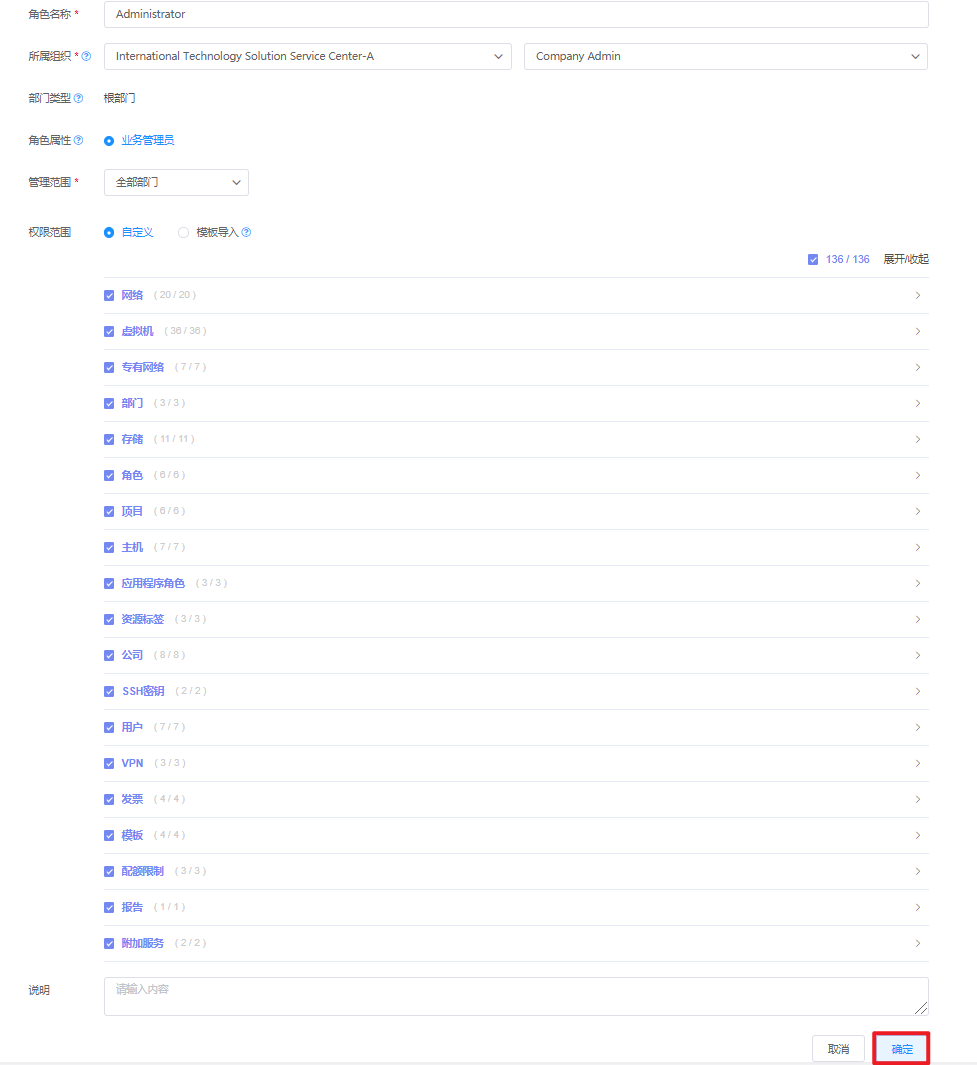 角色名称 * Administrator
所属组织 * International Technology Solution Service Center-A Company Admin
部门类型 根部门
角色属性 业务管理员
管理范围 * 全部部门
权限范围 自定义 模板导入
136 / 136 展开/收起
网络 ( 20 / 20 )
虚拟机 ( 36 / 36 )
专有网络 ( 7 / 7 )
部门 ( 3 / 3 )
存储 ( 11 / 11 )
角色 ( 6 / 6 )
项目 ( 6 / 6 )
主机 ( 7 / 7 )
应用程序角色 ( 3 / 3 )
资源标签 ( 3 / 3 )
公司 ( 8 / 8 )
SSH密钥 ( 2 / 2 )
用户 ( 7 / 7 )
VPN ( 3 / 3 )
发票 ( 4 / 4 )
模板 ( 4 / 4 )
配额限制 ( 3 / 3 )
报告 ( 1 / 1 )
附加服务 ( 2 / 2 )
说明 请输入内容
取消 确定